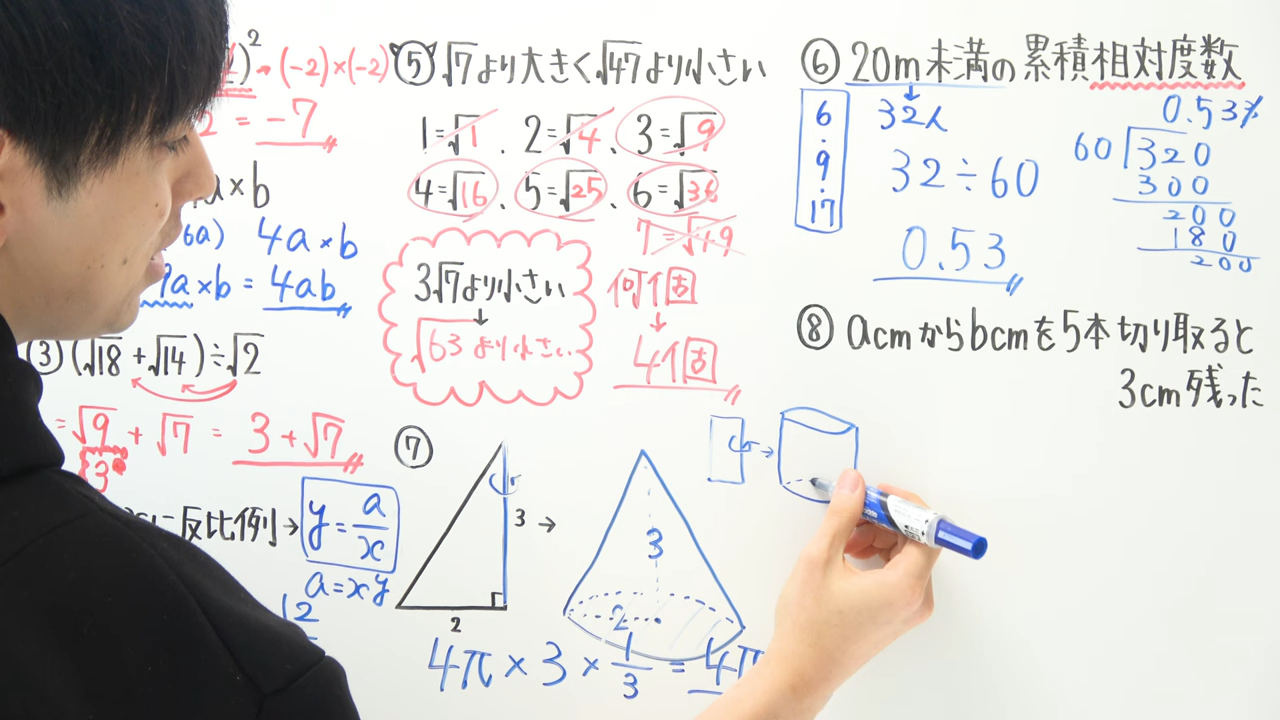 )² → (-2)×(-2)
2 = -7
a×b
6a) 4a×b
9a×b = 4ab
③ (√18 + √14) ÷ √2
= √9 + √7 = 3+√7
3
に反比例 → y = a/x
a = xy
12
⑤ √7より大きく√47より小さい
1=√1 、2=√4 、3=√9
4=√16 、5=√25 、6=√36
7=√49
3√7より小さい
↓
√63より小さい
何個
↓
4個
⑥ 20m未満の累積相対度数
6
9
17
↓
32人
32÷60
0.53
0.533
60)320
300
200
180
200
⑦
3 →
2
3
2
4π × 3 × 1/3 = 4π
⑧ acmからbcmを5本切り取ると
3cm残った
→